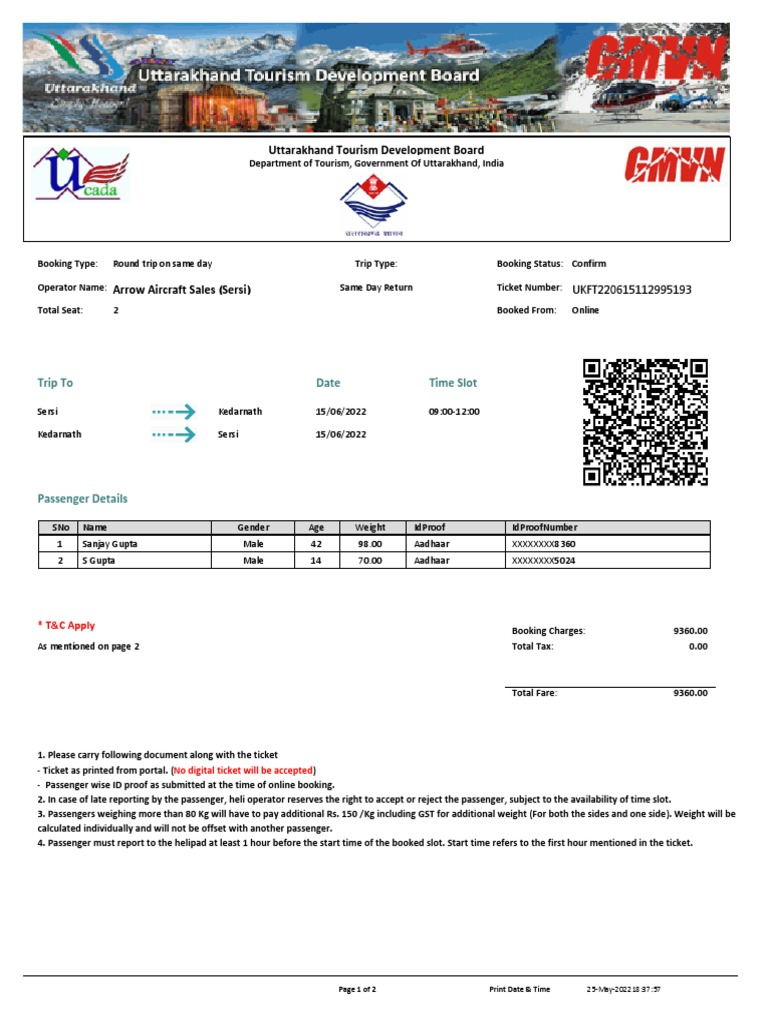 Uttarakhand
Simply Heaven!
Uttarakhand Tourism Development Board
GMVN
Ucada
Uttarakhand Tourism Development Board
Department of Tourism, Government Of Uttarakhand, India
GMVN
उत्तराखण्ड शासन
Booking Type: Round trip on same day Trip Type: Booking Status: Confirm
Operator Name: Arrow Aircraft Sales (Sersi) Same Day Return Ticket Number: UKFT220615112995193
Total Seat: 2 Booked From: Online
Trip To Date Time Slot
Sersi Kedarnath 15/06/2022 09:00-12:00
Kedarnath Sersi 15/06/2022
Passenger Details
SNo Name Gender Age Weight IdProof IdProofNumber
1 Sanjay Gupta Male 42 98.00 Aadhaar XXXXXXXX8360
2 S Gupta Male 14 70.00 Aadhaar XXXXXXXX5024
* T&C Apply
As mentioned on page 2
Booking Charges: 9360.00
Total Tax: 0.00
Total Fare: 9360.00
1. Please carry following document along with the ticket
- Ticket as printed from portal. (No digital ticket will be accepted)
- Passenger wise ID proof as submitted at the time of online booking.
2. In case of late reporting by the passenger, heli operator reserves the right to accept or reject the passenger, subject to the availability of time slot.
3. Passengers weighing more than 80 Kg will have to pay additional Rs. 150 /Kg including GST for additional weight (For both the sides and one side). Weight will be
calculated individually and will not be offset with another passenger.
4. Passenger must report to the helipad at least 1 hour before the start time of the booked slot. Start time refers to the first hour mentioned in the ticket.
Page 1 of 2 Print Date & Time 25-May-2022 18:37:57